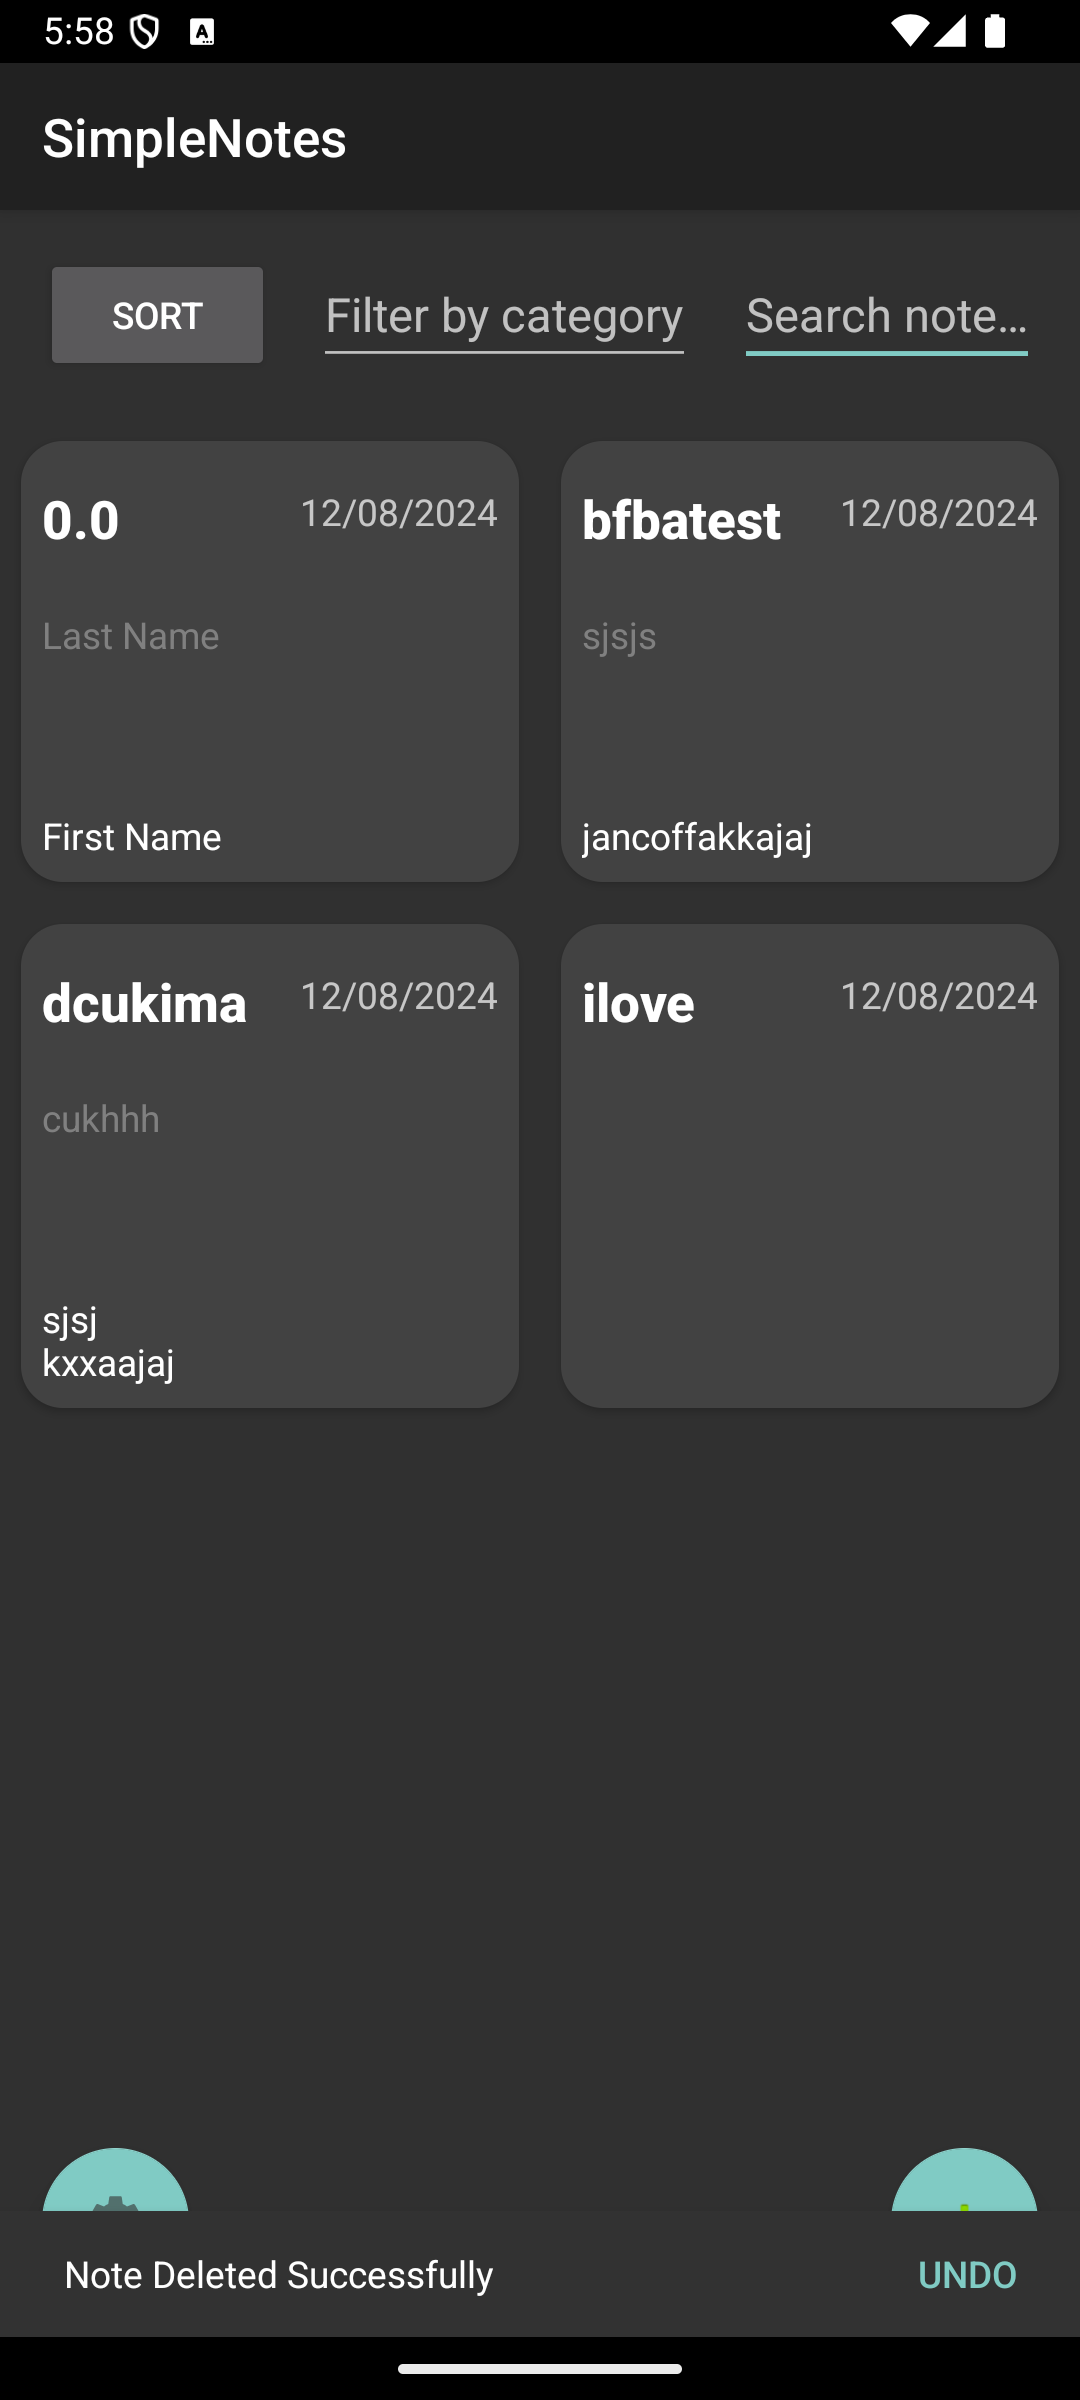 5:58
SimpleNotes
SORT
Filter by category
Search note…
0.0
12/08/2024
Last Name
First Name
bfbatest
12/08/2024
sjsjs
jancoffakkajaj
dcukima
12/08/2024
cukhhh
sjsj
kxxaajaj
ilove
12/08/2024
Note Deleted Successfully
UNDO